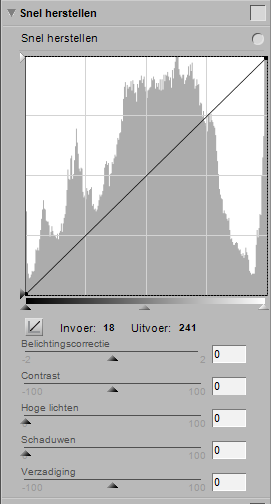 Snel herstellen
Snel herstellen
Invoer: 18 Uitvoer: 241
Belichtingscorrectie
-2 2 0
Contrast
-100 100 0
Hoge lichten
0 100 0
Schaduwen
0 100 0
Verzadiging
-100 100 0